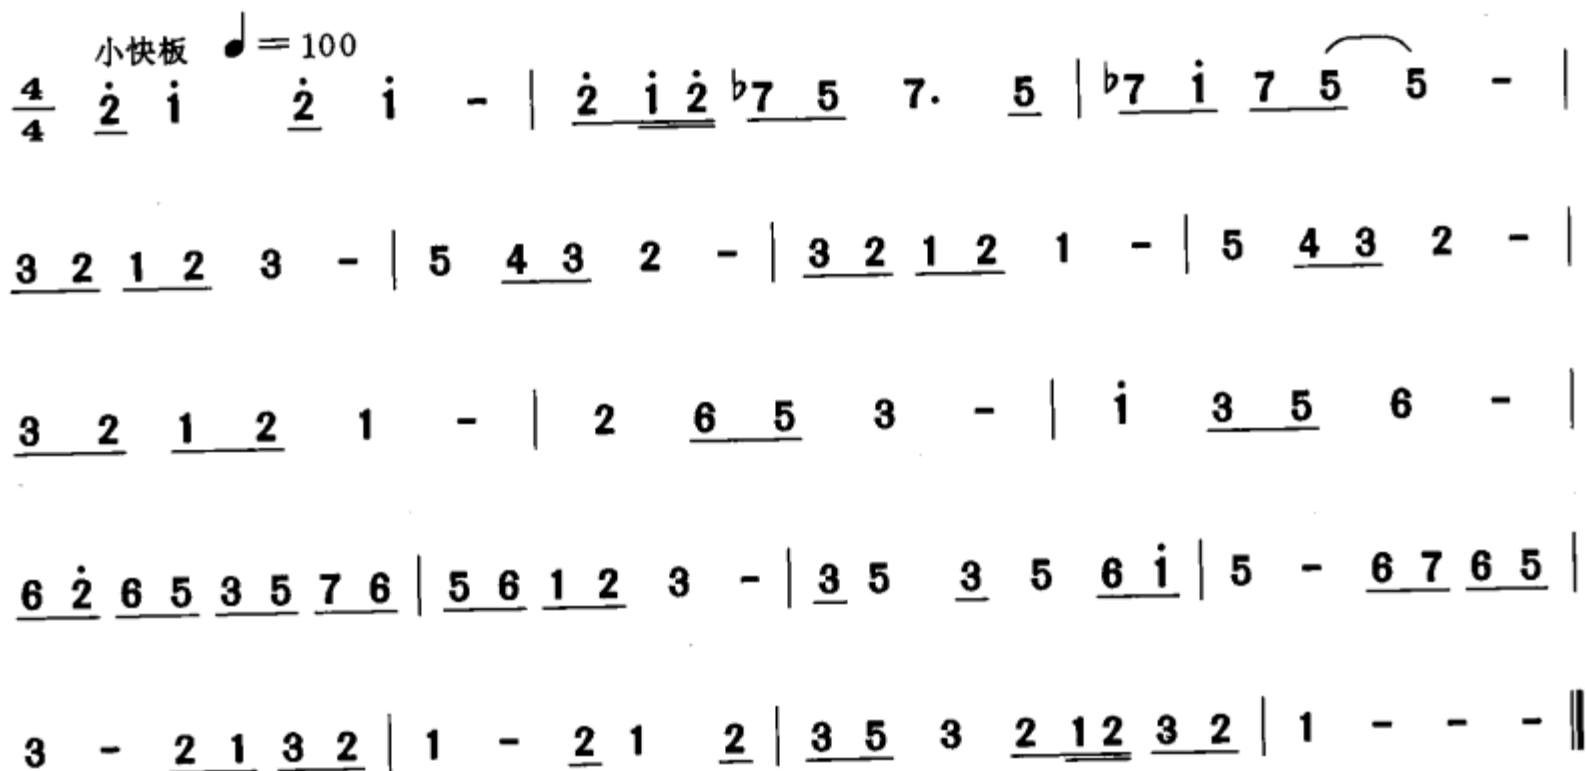 小快板 ♩=100
4/4 2̇ i̇ 2̇ i̇ - | 2̇ i̇ 2̇ ♭7 5 7. 5 | ♭7 i̇ 7 5 5 - |
3 2 1 2 3 - | 5 4 3 2 - | 3 2 1 2 1 - | 5 4 3 2 - |
3 2 1 2 1 - | 2 6 5 3 - | i̇ 3 5 6 - |
6 2̇ 6 5 3 5 7 6 | 5 6 1 2 3 - | 3 5 3 5 6 i̇ | 5 - 6 7 6 5 |
3 - 2 1 3 2 | 1 - 2 1 2 | 3 5 3 2 1 2 3 2 | 1 - - - ‖